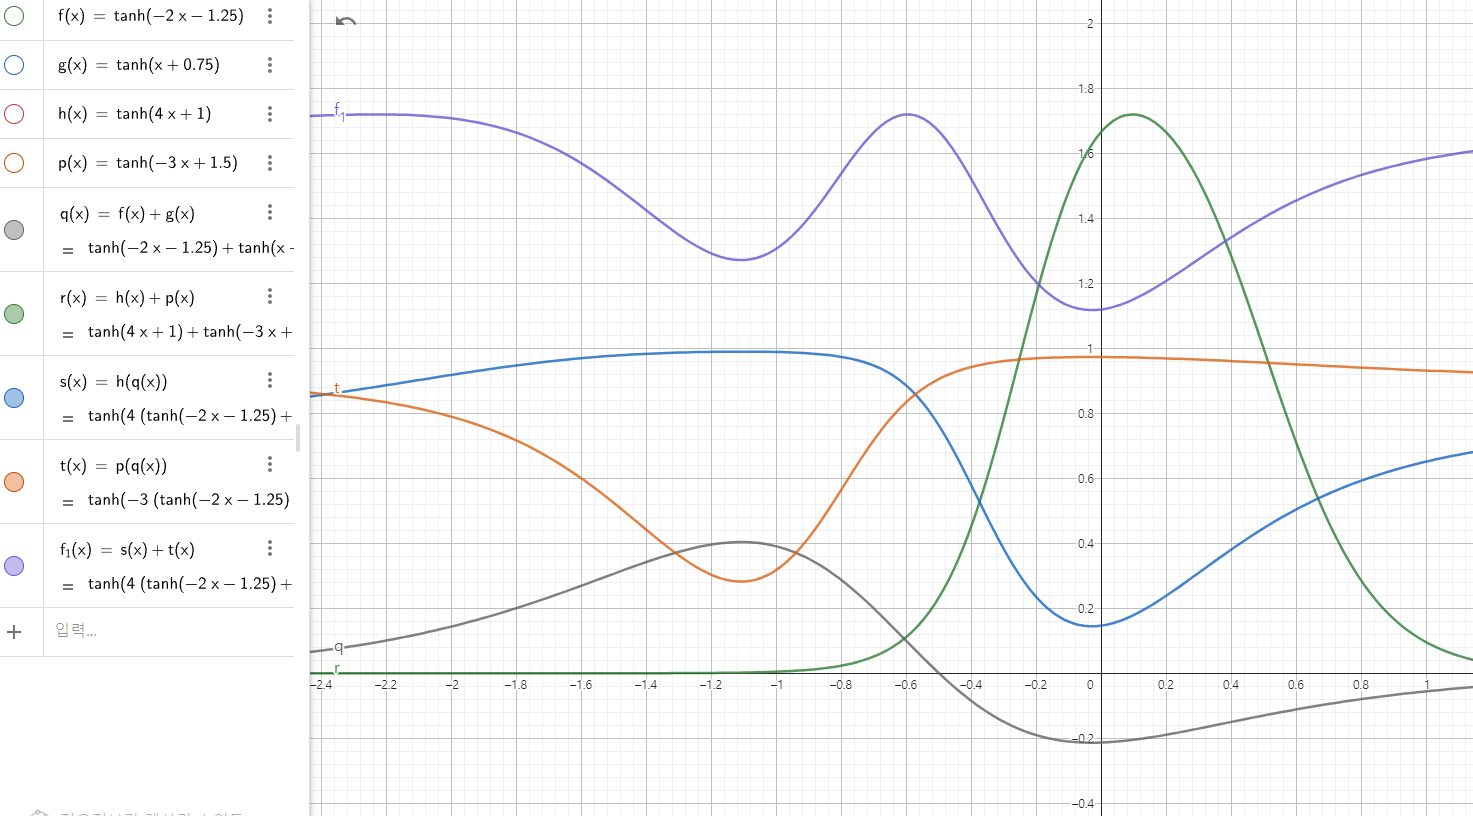 f(x) = tanh(−2 x − 1.25)
g(x) = tanh(x + 0.75)
h(x) = tanh(4 x + 1)
p(x) = tanh(−3 x + 1.5)
q(x) = f(x) + g(x)
= tanh(−2 x − 1.25) + tanh(x −
r(x) = h(x) + p(x)
= tanh(4 x + 1) + tanh(−3 x +
s(x) = h(q(x))
= tanh(4 (tanh(−2 x − 1.25) +
t(x) = p(q(x))
= tanh(−3 (tanh(−2 x − 1.25)
f₁(x) = s(x) + t(x)
= tanh(4 (tanh(−2 x − 1.25) +
+ 입력...
2
1.8
1.6
1.4
1.2
1
0.8
0.6
0.4
0.2
−0.2
−0.4
f₁
t
q
r
−2.4 −2.2 −2 −1.8 −1.6 −1.4 −1.2 −1 −0.8 −0.6 −0.4 −0.2 0 0.2 0.4 0.6 0.8 1